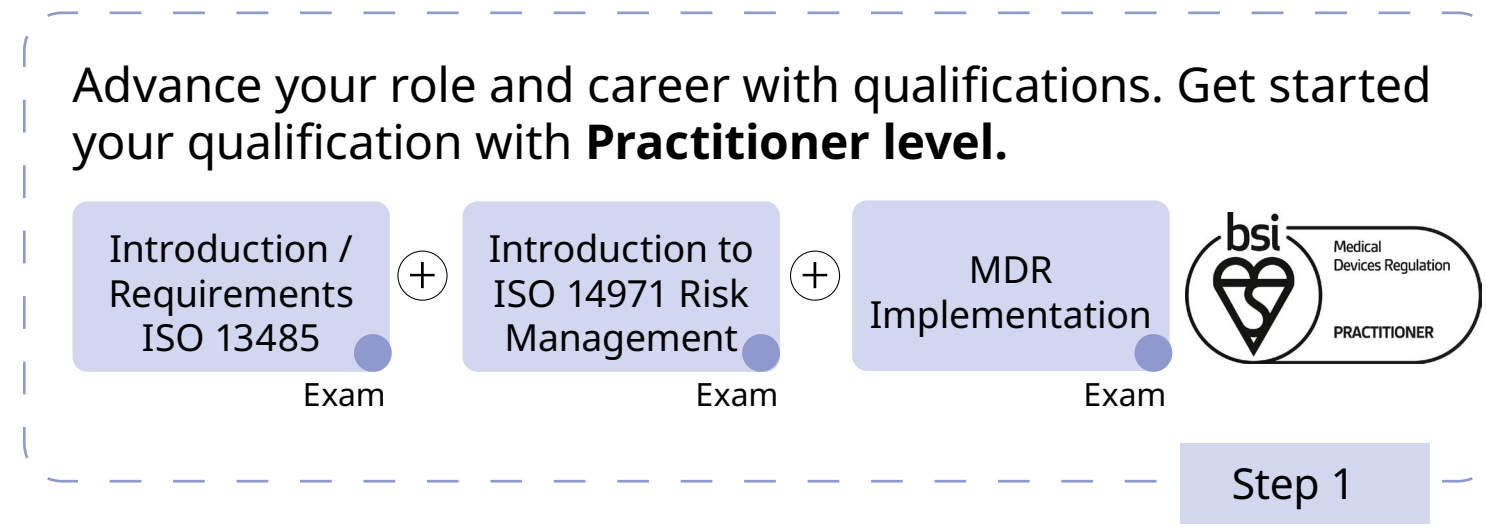 Advance your role and career with qualifications. Get started
your qualification with Practitioner level.
Introduction /
Requirements
ISO 13485
Exam
+
Introduction to
ISO 14971 Risk
Management
Exam
+
MDR
Implementation
Exam
bsi
Medical
Devices Regulation
PRACTITIONER
Step 1